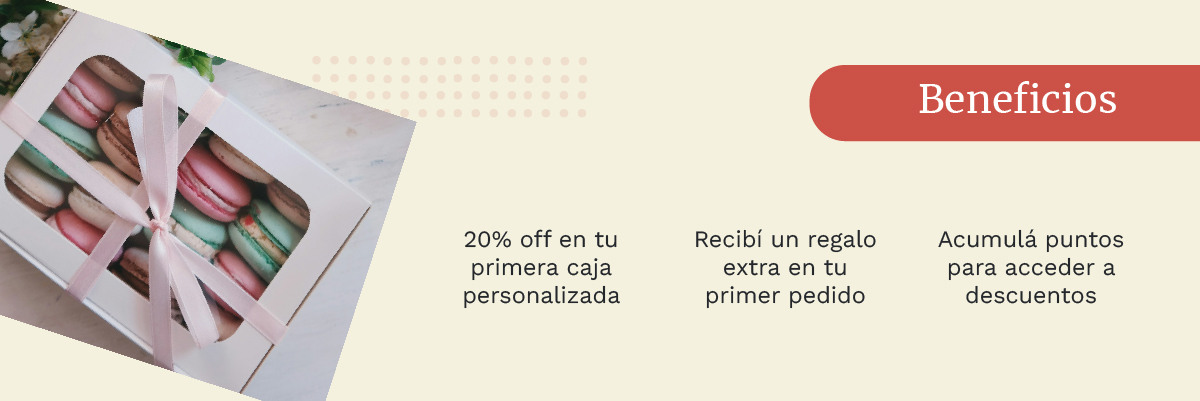 Beneficios
20% off en tu
primera caja
personalizada
Recibí un regalo
extra en tu
primer pedido
Acumulá puntos
para acceder a
descuentos